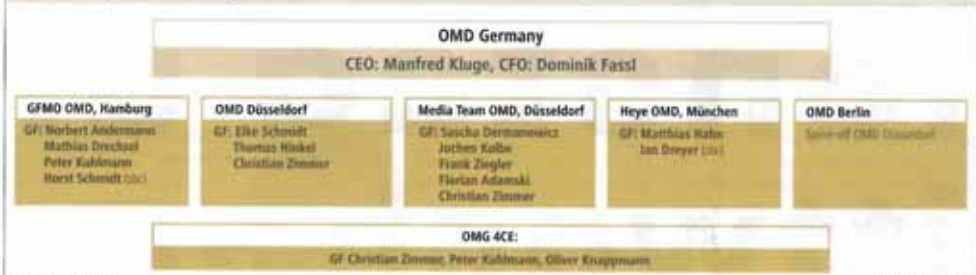 OMD Germany
CEO: Manfred Kluge, CFO: Dominik Fassl
GFMO OMD, Hamburg
GF: Norbert Andermann
Mathias Drechsel
Peter Kuhlmann
Horst Schmidt
OMD Düsseldorf
GF: Elke Schmidt
Thomas Hinkel
Christian Zimmer
Media Team OMD, Düsseldorf
GF: Sascha Dermanowicz
Jochen Kolbe
Frank Ziegler
Florian Adamski
Christian Zimmer
Heye OMD, München
GF: Matthias Hahn
Jan Dreyer
OMD Berlin
Spin-off OMD Düsseldorf
OMG 4CE:
GF Christian Zimmer, Peter Kuhlmann, Oliver Knappmann